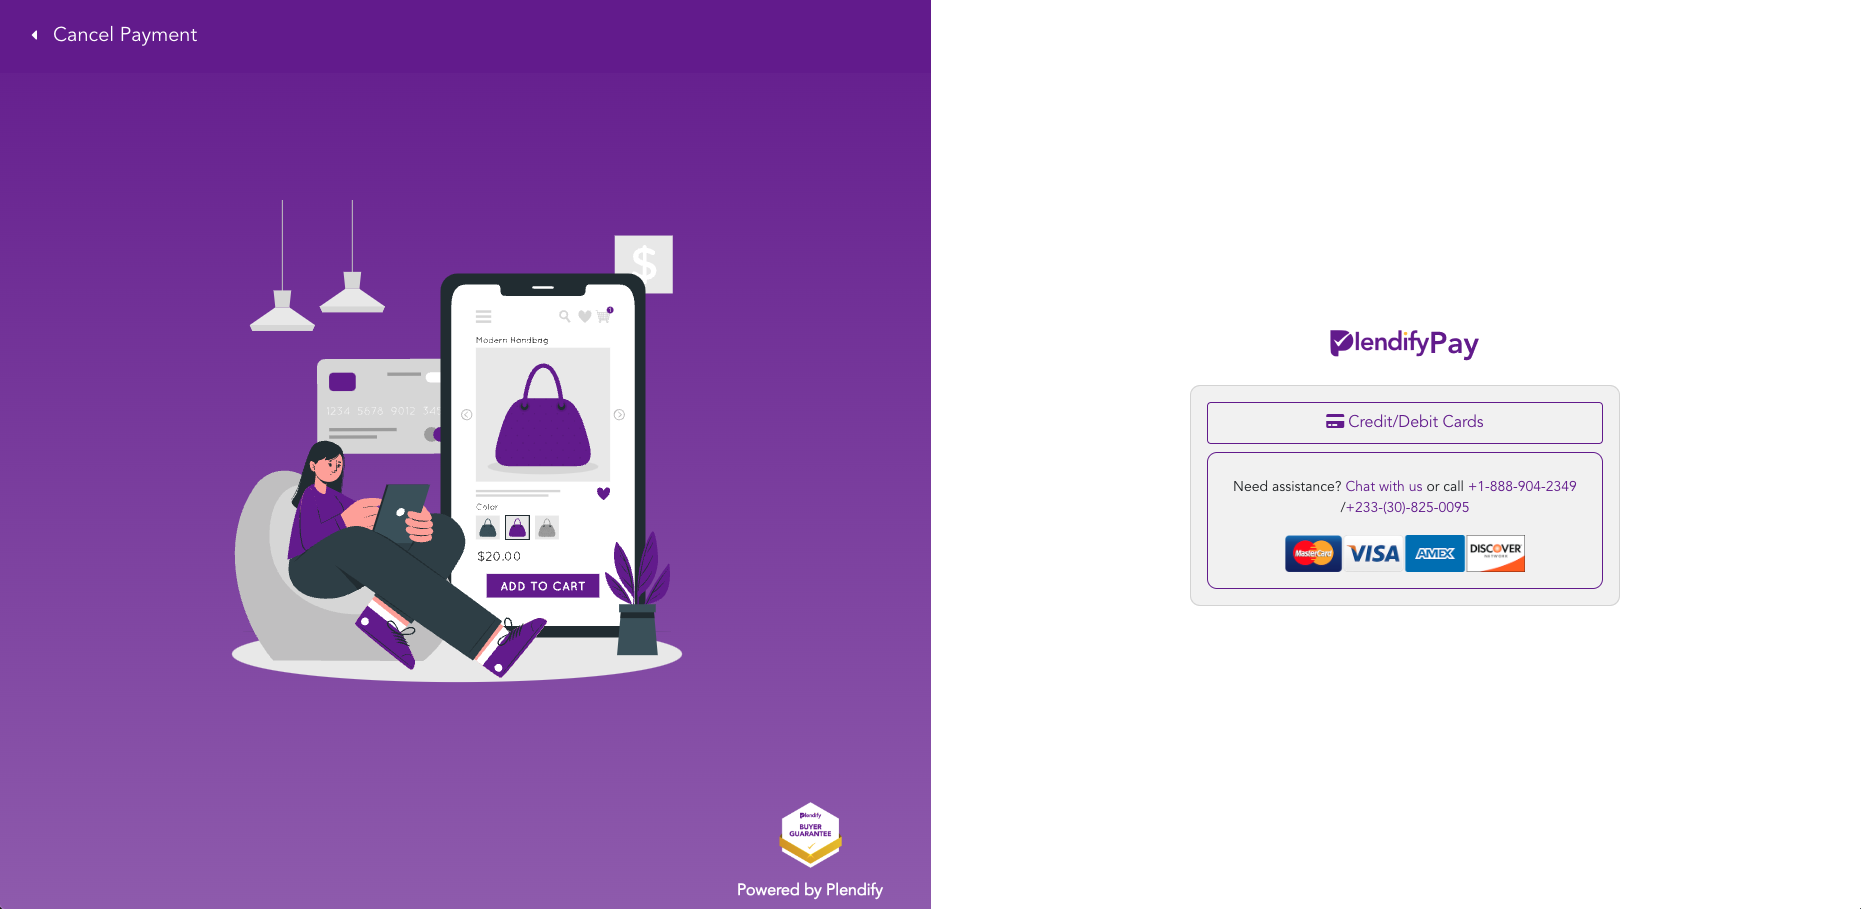 Cancel Payment
$
1234 5678 9012 345
1
Modern Handbag
Color
$20.00
ADD TO CART
Plendify
BUYER
GUARANTEE
Powered by Plendify
PlendifyPay
Credit/Debit Cards
Need assistance? Chat with us or call +1-888-904-2349
/+233-(30)-825-0095
MasterCard VISA AMEX DISCOVER
NETWORK